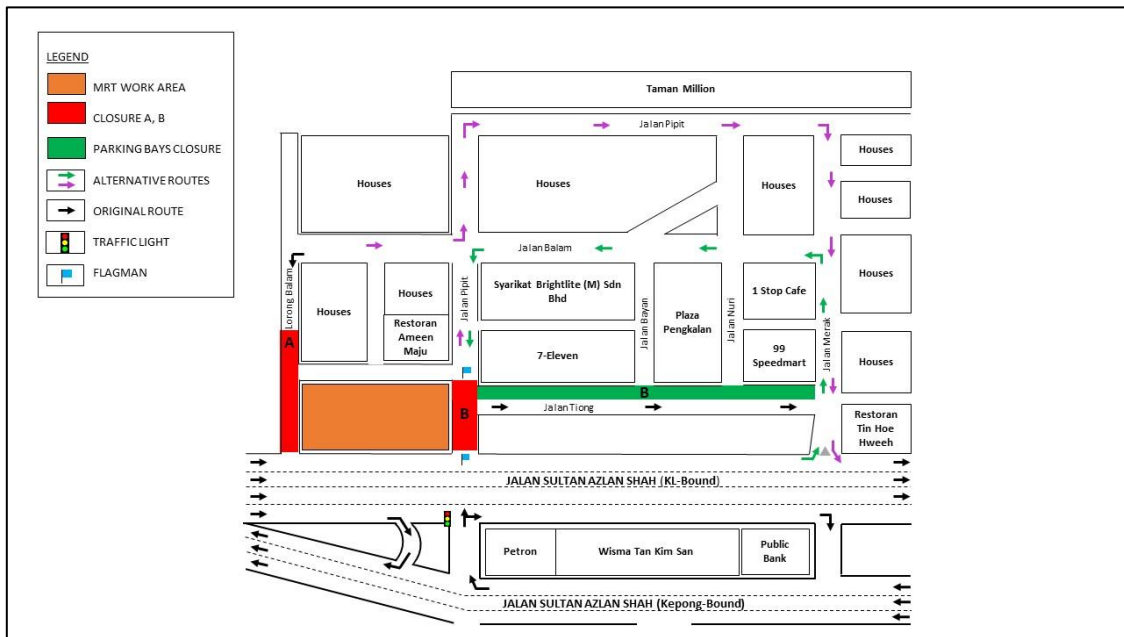 LEGEND
MRT WORK AREA
CLOSURE A, B
PARKING BAYS CLOSURE
ALTERNATIVE ROUTES
ORIGINAL ROUTE
TRAFFIC LIGHT
FLAGMAN
Taman Million
Jalan Pipit
Houses
Houses
Houses
Houses
Houses
Jalan Balam
Lorong Balam
Houses
Houses
Restoran
Ameen
Maju
Jalan Pipit
Syarikat Brightlite (M) Sdn
Bhd
7-Eleven
Jalan Bayan
Plaza
Pengkalan
Jalan Nuri
1 Stop Cafe
99
Speedmart
Jalan Merak
Houses
Houses
Restoran
Tin Hoe
Hweeh
A
B
B
Jalan Tiong
JALAN SULTAN AZLAN SHAH (KL-Bound)
Petron
Wisma Tan Kim San
Public
Bank
JALAN SULTAN AZLAN SHAH (Kepong-Bound)